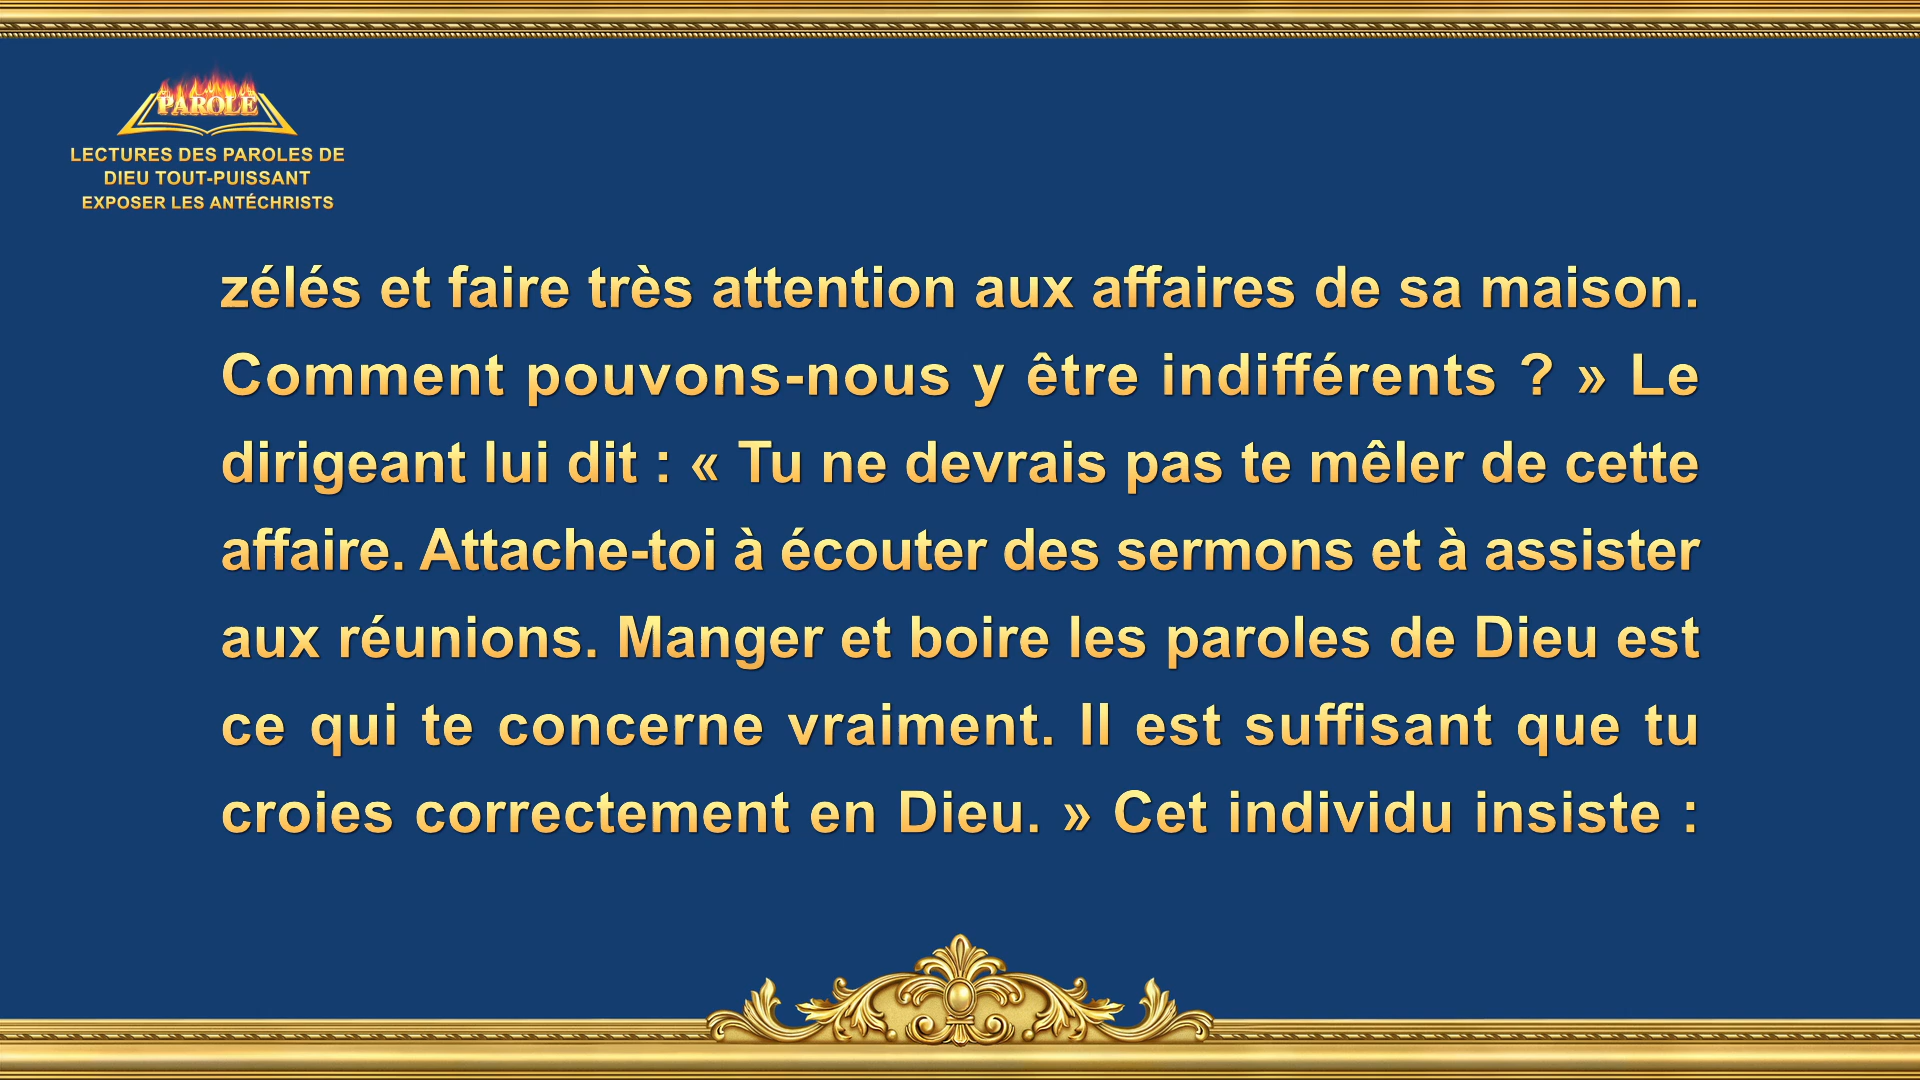 PAROLE
LECTURES DES PAROLES DE
DIEU TOUT-PUISSANT
EXPOSER LES ANTÉCHRISTS
zélés et faire très attention aux affaires de sa maison.
Comment pouvons-nous y être indifférents ? » Le
dirigeant lui dit : « Tu ne devrais pas te mêler de cette
affaire. Attache-toi à écouter des sermons et à assister
aux réunions. Manger et boire les paroles de Dieu est
ce qui te concerne vraiment. Il est suffisant que tu
croies correctement en Dieu. » Cet individu insiste :